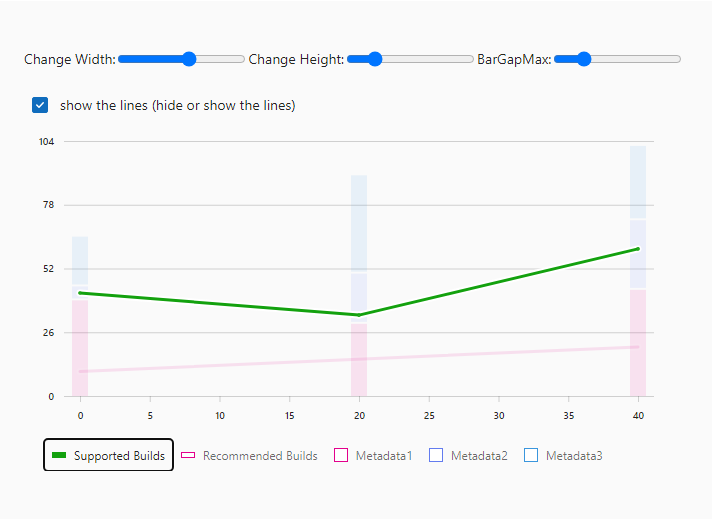 Change Width: Change Height: BarGapMax:
show the lines (hide or show the lines)
104
78
52
26
0
0 5 10 15 20 25 30 35 40
Supported Builds Recommended Builds Metadata1 Metadata2 Metadata3